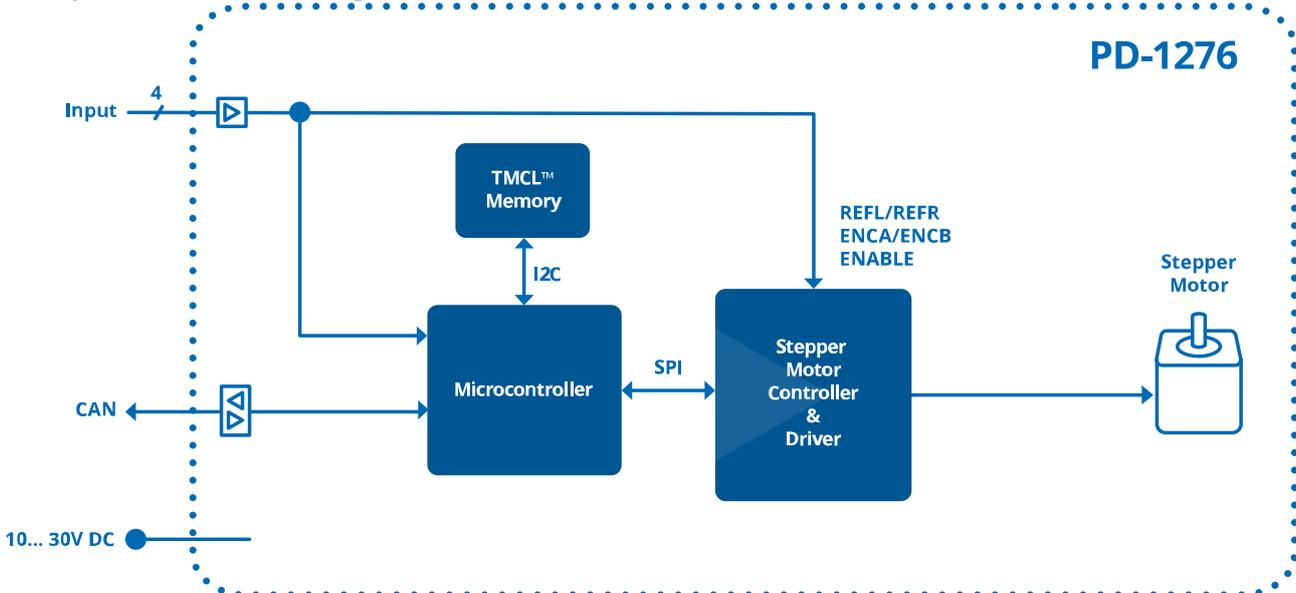 PD-1276
4
Input
TMCL™
Memory
REFL/REFR
ENCA/ENCB
ENABLE
I2C
Stepper
Motor
Stepper
Motor
Controller
&
Driver
SPI
Microcontroller
CAN
10... 30V DC